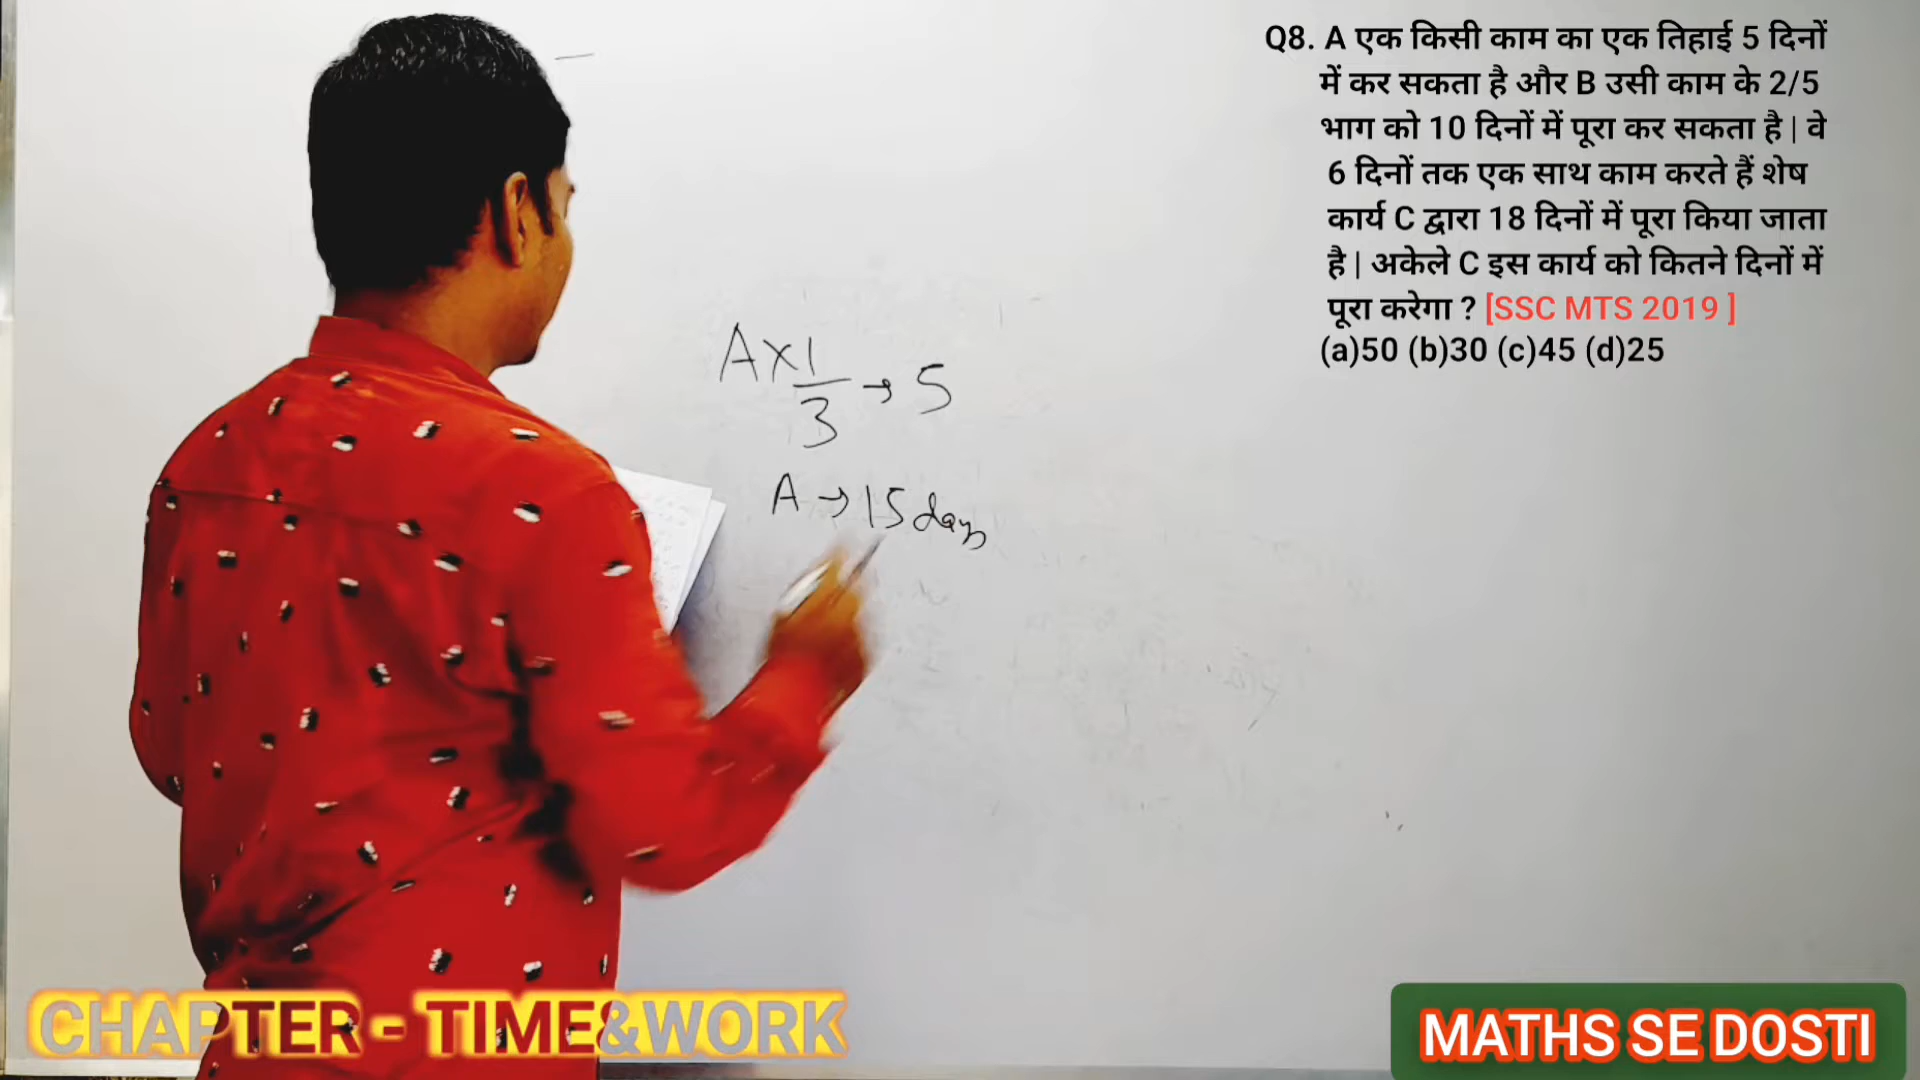 Q8. A एक किसी काम का एक तिहाई 5 दिनों
में कर सकता है और B उसी काम के 2/5
भाग को 10 दिनों में पूरा कर सकता है | वे
6 दिनों तक एक साथ काम करते हैं शेष
कार्य C द्वारा 18 दिनों में पूरा किया जाता
है | अकेले C इस कार्य को कितने दिनों में
पूरा करेगा ? [SSC MTS 2019 ]
(a)50 (b)30 (c)45 (d)25
A×1/3 → 5
A → 15 days
CHAPTER - TIME&WORK
MATHS SE DOSTI